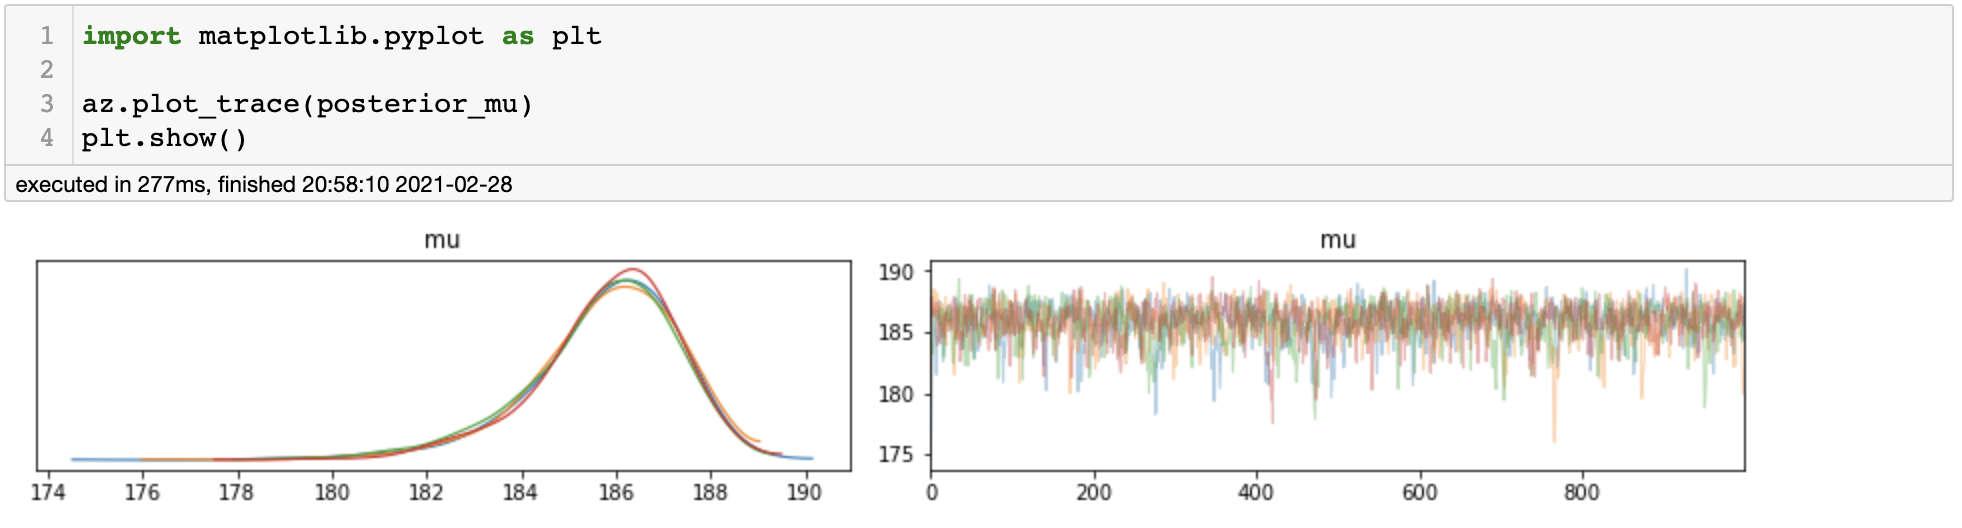 1 import matplotlib.pyplot as plt
2
3 az.plot_trace(posterior_mu)
4 plt.show()
executed in 277ms, finished 20:58:10 2021-02-28
mu
174 176 178 180 182 184 186 188 190
mu
190
185
180
175
0 200 400 600 800